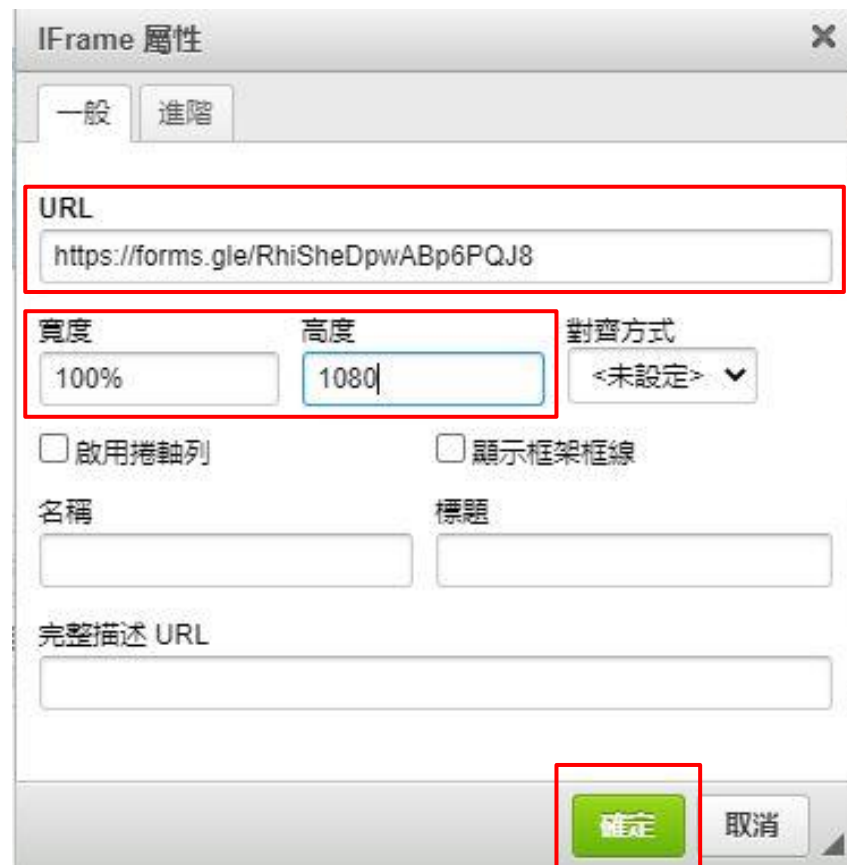 IFrame 屬性
一般 進階
URL
https://forms.gle/RhiSheDpwABp6PQJ8
寬度 高度 對齊方式
100% 1080 <未設定>
啟用捲軸列 顯示框架框線
名稱 標題
完整描述 URL
確定 取消